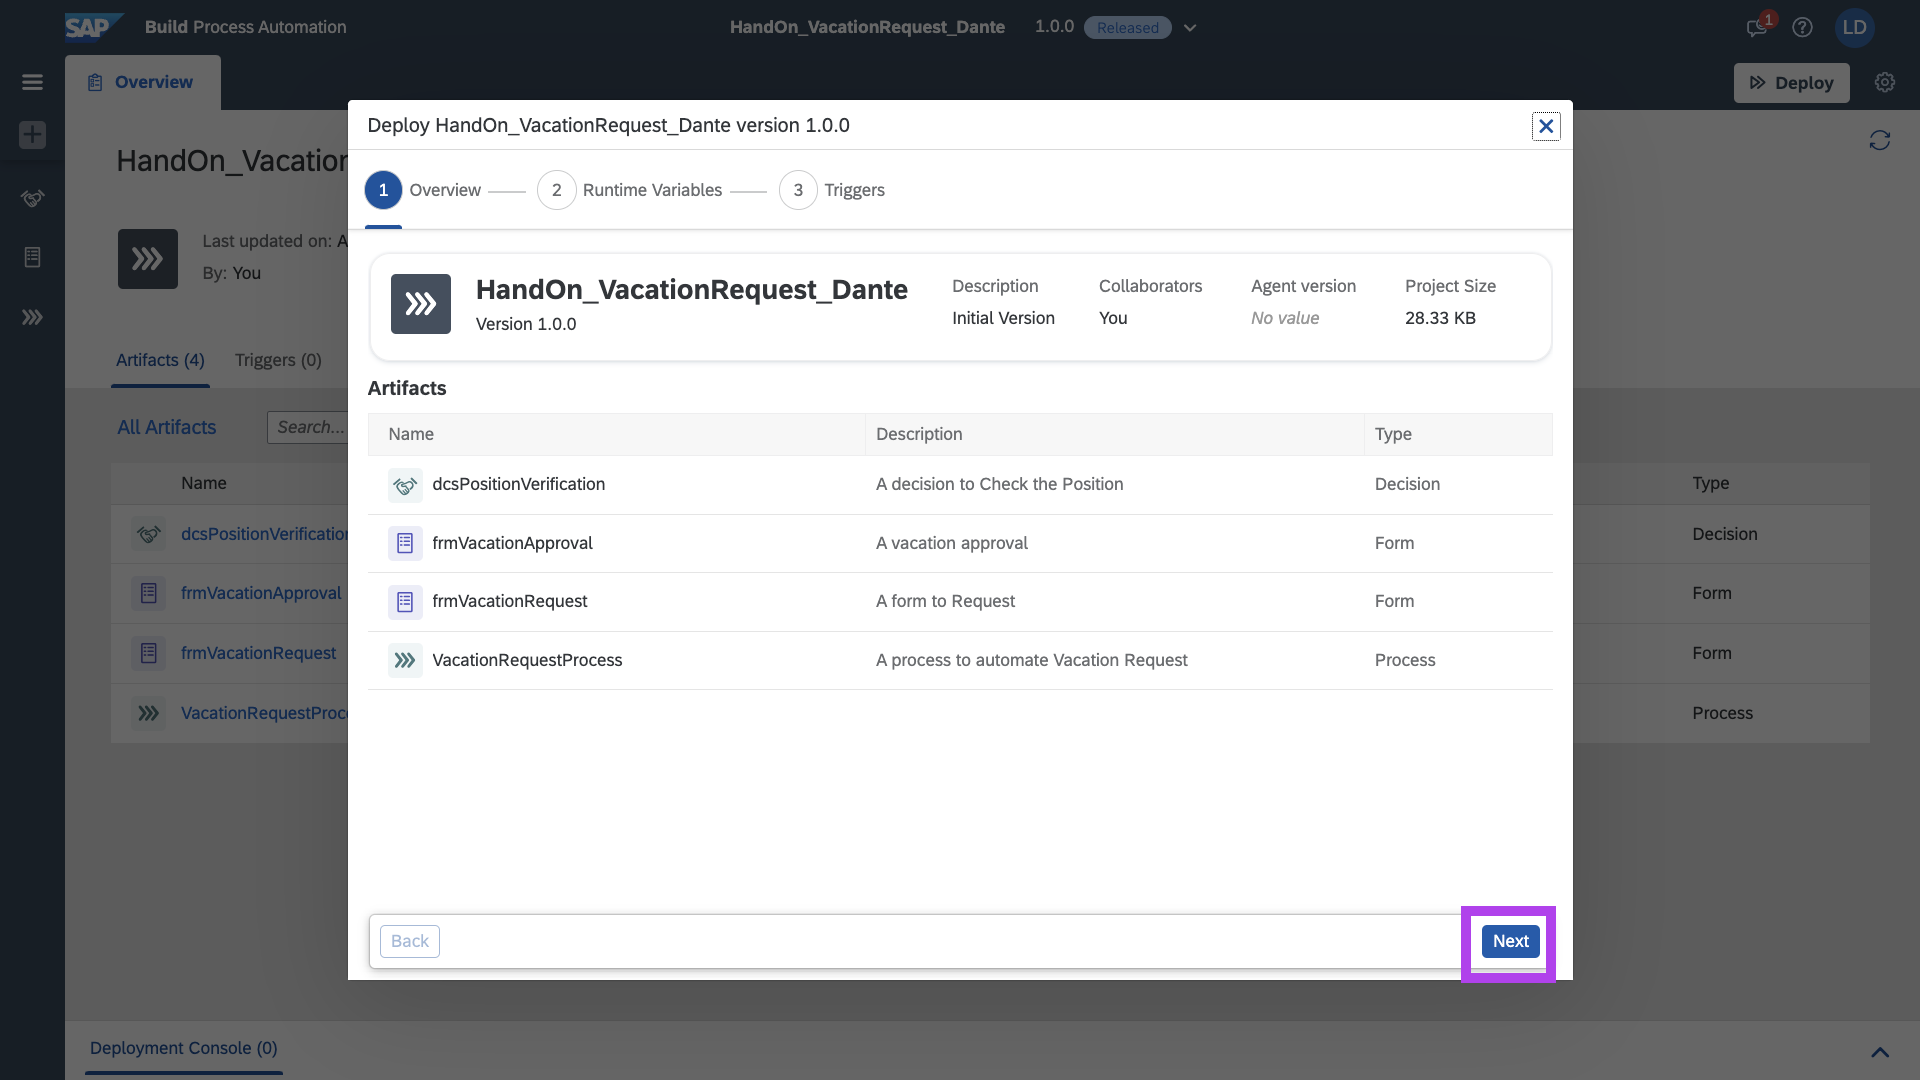 SAP Build Process Automation
HandOn_VacationRequest_Dante 1.0.0 Released
1
LD
Overview
Deploy
HandOn_Vacation
Last updated on: A
By: You
Artifacts (4) Triggers (0)
All Artifacts Search...
Name Type
dcsPositionVerification Decision
frmVacationApproval Form
frmVacationRequest Form
VacationRequestProc Process
Deploy HandOn_VacationRequest_Dante version 1.0.0
1 Overview 2 Runtime Variables 3 Triggers
HandOn_VacationRequest_Dante
Version 1.0.0
Description Collaborators Agent version Project Size
Initial Version You No value 28.33 KB
Artifacts
Name Description Type
dcsPositionVerification A decision to Check the Position Decision
frmVacationApproval A vacation approval Form
frmVacationRequest A form to Request Form
VacationRequestProcess A process to automate Vacation Request Process
Back Next
Deployment Console (0)